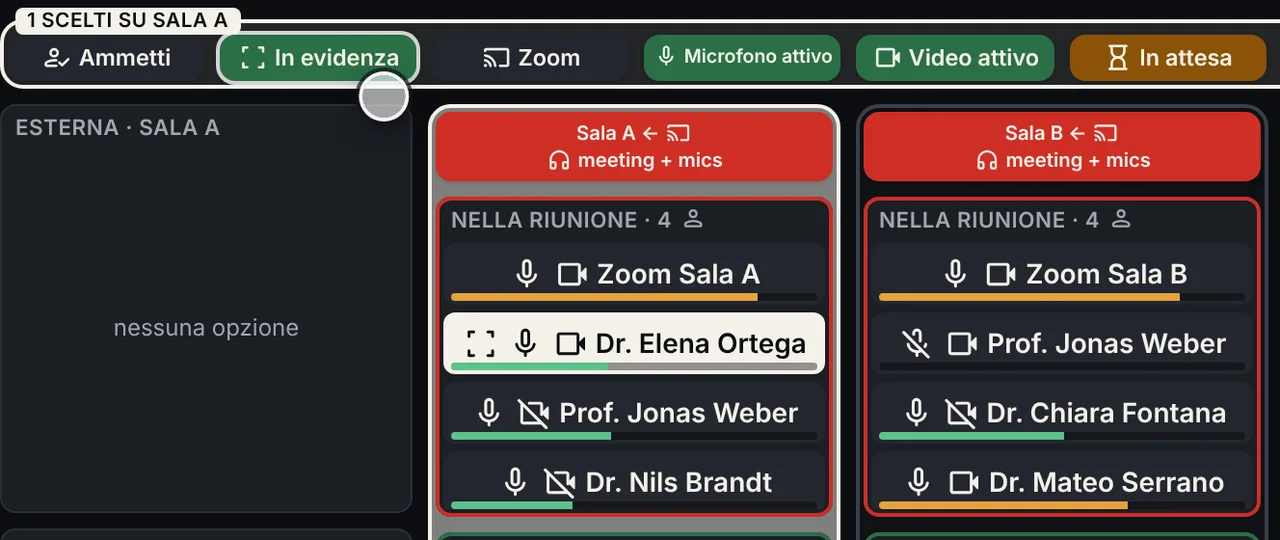 1 SCELTI SU SALA A
Ammetti
In evidenza
Zoom
Microfono attivo
Video attivo
In attesa
ESTERNA · SALA A
nessuna opzione
Sala A ←
meeting + mics
NELLA RIUNIONE · 4
Zoom Sala A
Dr. Elena Ortega
Prof. Jonas Weber
Dr. Nils Brandt
Sala B ←
meeting + mics
NELLA RIUNIONE · 4
Zoom Sala B
Prof. Jonas Weber
Dr. Chiara Fontana
Dr. Mateo Serrano